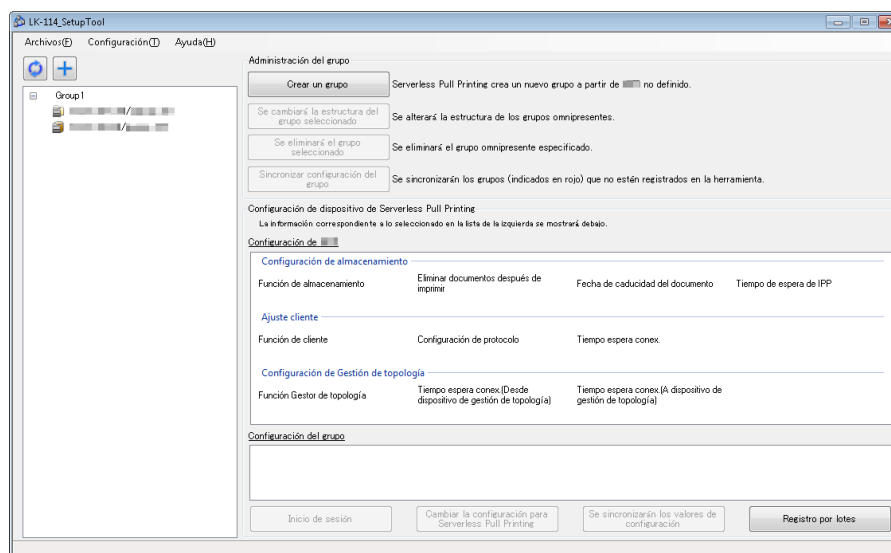 LK-114_SetupTool
Archivos(F) Configuración(T) Ayuda(H)
Administración del grupo
Crear un grupo
Serverless Pull Printing crea un nuevo grupo a partir de no definido.
Group1
Se cambiará la estructura del
grupo seleccionado
Se alterará la estructura de los grupos omnipresentes.
Se eliminará el grupo
seleccionado
Se eliminará el grupo omnipresente especificado.
Sincronizar configuración del
grupo
Se sincronizarán los grupos (indicados en rojo) que no estén registrados en la herramienta.
Configuración de dispositivo de Serverless Pull Printing
La información correspondiente a lo seleccionado en la lista de la izquierda se mostrará debajo.
Configuración de
Configuración de almacenamiento
Función de almacenamiento
Eliminar documentos después de
imprimir
Fecha de caducidad del documento
Tiempo de espera de IPP
Ajuste cliente
Función de cliente
Configuración de protocolo
Tiempo espera conex.
Configuración de Gestión de topología
Función Gestor de topología
Tiempo espera conex.(Desde
dispositivo de gestión de topología)
Tiempo espera conex.(A dispositivo de
gestión de topología)
Configuración del grupo
Inicio de sesión
Cambiar la configuración para
Serverless Pull Printing
Se sincronizarán los valores de
configuración
Registro por lotes